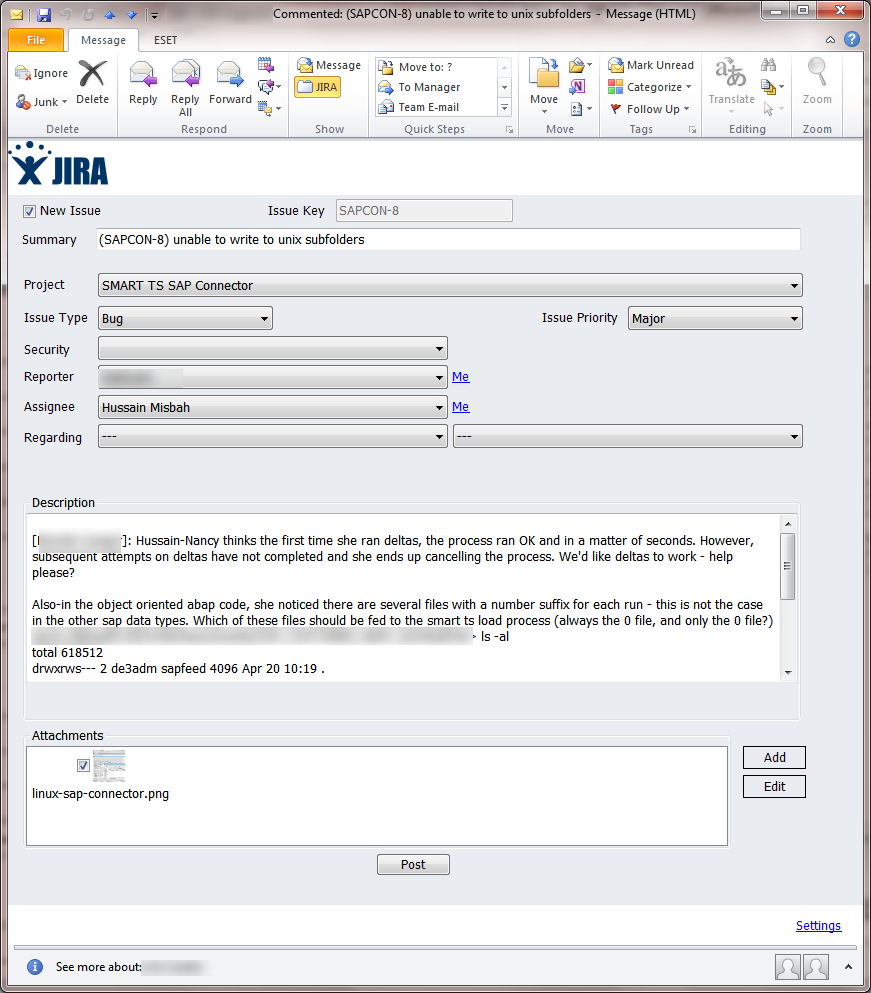 Commented: (SAPCON-8) unable to write to unix subfolders - Message (HTML)
File Message ESET
Ignore
Junk
Delete
Reply
Reply All
Forward
Message
JIRA
Move to: ?
To Manager
Team E-mail
Move
Mark Unread
Categorize
Follow Up
Translate
Zoom
Delete Respond Show Quick Steps Move Tags Editing Zoom
JIRA
New Issue Issue Key SAPCON-8
Summary (SAPCON-8) unable to write to unix subfolders
Project SMART TS SAP Connector
Issue Type Bug Issue Priority Major
Security
Reporter Me
Assignee Hussain Misbah Me
Regarding --- ---
Description
]: Hussain-Nancy thinks the first time she ran deltas, the process ran OK and in a matter of seconds. However,
subsequent attempts on deltas have not completed and she ends up cancelling the process. We'd like deltas to work - help
please?
Also-in the object oriented abap code, she noticed there are several files with a number suffix for each run - this is not the case
in the other sap data types. Which of these files should be fed to the smart ts load process (always the 0 file, and only the 0 file?)
> ls -al
total 618512
drwxrws--- 2 de3adm sapfeed 4096 Apr 20 10:19 .
Attachments
linux-sap-connector.png
Add
Edit
Post
Settings
See more about: